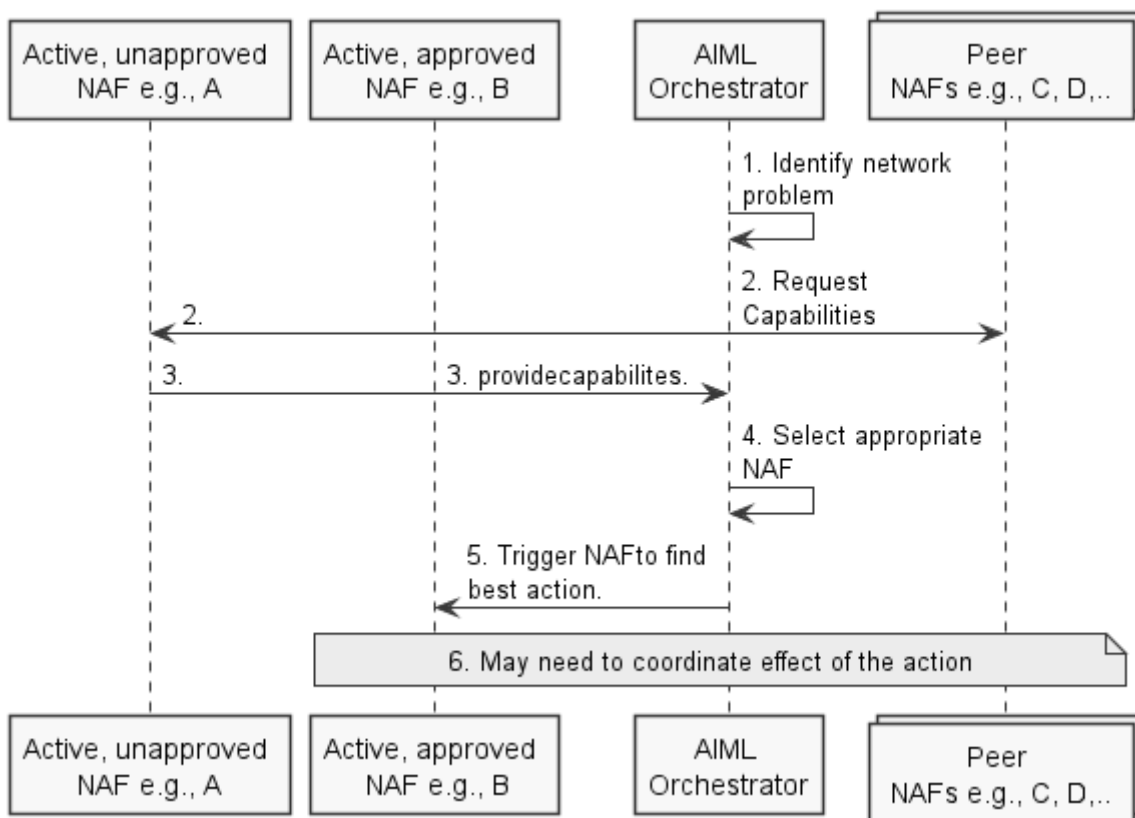 Active, unapproved
NAF e.g., A
Active, approved
NAF e.g., B
AIML
Orchestrator
Peer
NAFs e.g., C, D,..
1. Identify network
problem
2. Request
Capabilities
2.
3.
3. providecapabilites.
4. Select appropriate
NAF
5. Trigger NAFto find
best action.
6. May need to coordinate effect of the action
Active, unapproved
NAF e.g., A
Active, approved
NAF e.g., B
AIML
Orchestrator
Peer
NAFs e.g., C, D,..